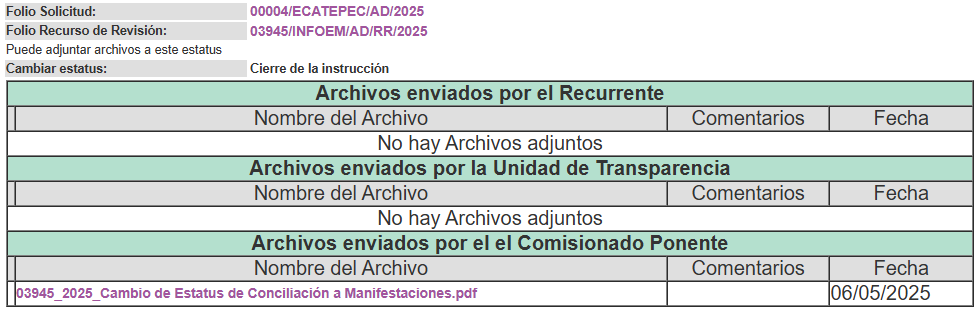 Folio Solicitud: 00004/ECATEPEC/AD/2025
Folio Recurso de Revisión: 03945/INFOEM/AD/RR/2025
Puede adjuntar archivos a este estatus
Cambiar estatus: Cierre de la instrucción
Archivos enviados por el Recurrente
Nombre del Archivo Comentarios Fecha
No hay Archivos adjuntos
Archivos enviados por la Unidad de Transparencia
Nombre del Archivo Comentarios Fecha
No hay Archivos adjuntos
Archivos enviados por el el Comisionado Ponente
Nombre del Archivo Comentarios Fecha
03945_2025_Cambio de Estatus de Conciliación a Manifestaciones.pdf 06/05/2025